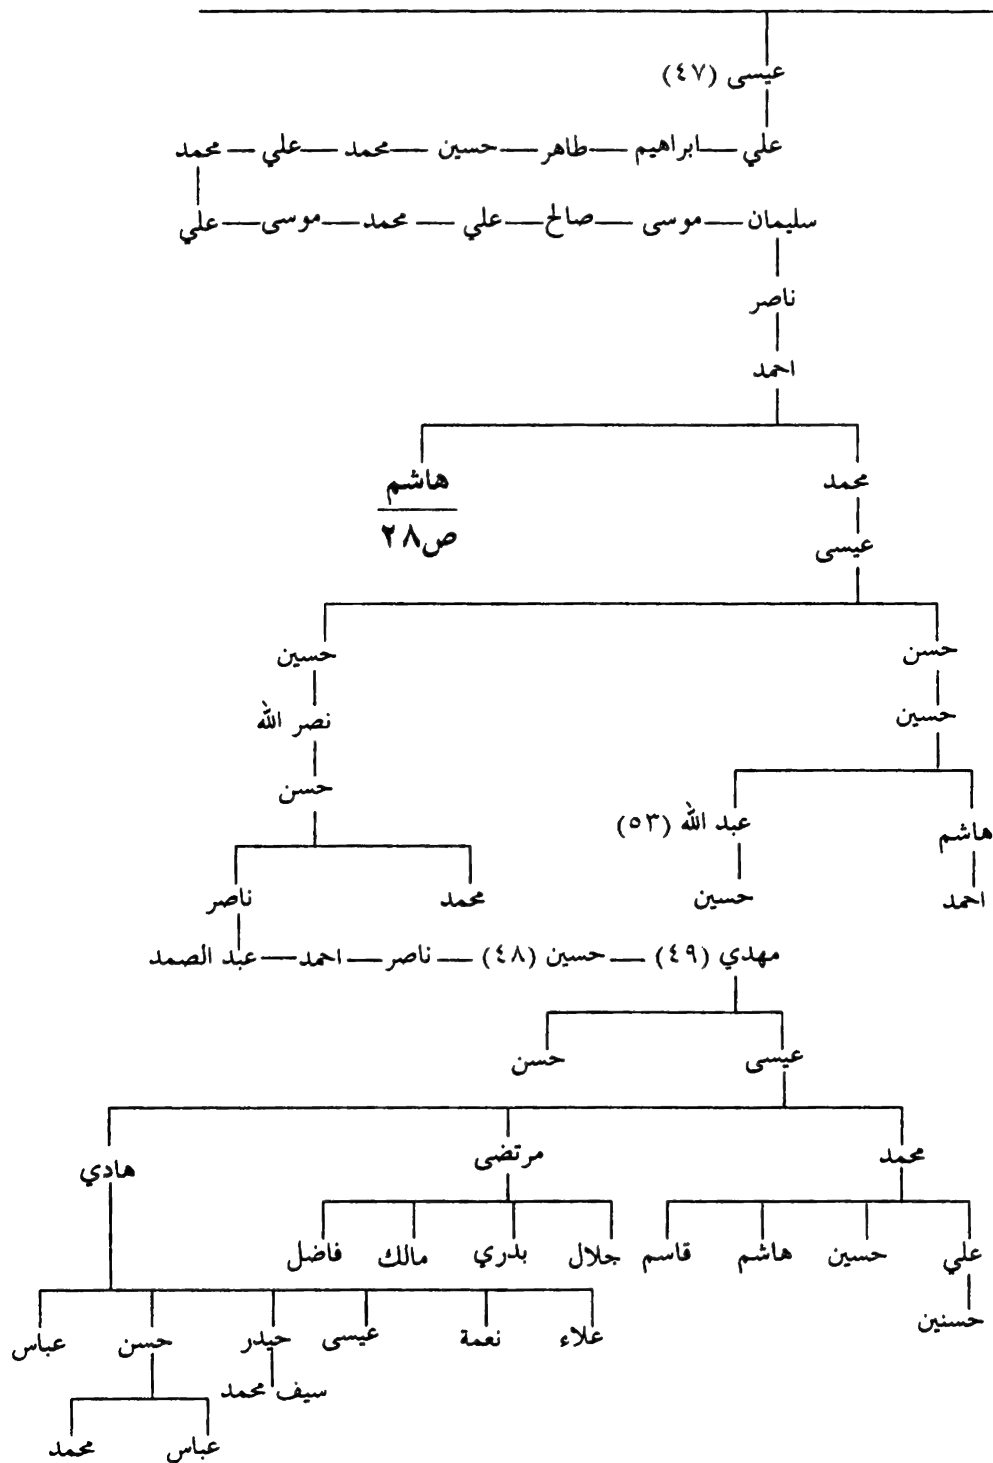 عيسى (٤٧)
علي — ابراهيم — طاهر — حسين — محمد — علي — محمد
سليمان — موسى — صالح — علي — محمد — موسى — علي
ناصر
احمد
محمد هاشم
ص٢٨
عيسى
حسن حسين
حسين نصر الله
حسن
هاشم عبد الله (٥٣)
احمد حسين محمد ناصر
مهدي (٤٩) — حسين (٤٨) — ناصر — احمد — عبد الصمد
عيسى حسن
محمد مرتضى هادي
علي حسين هاشم قاسم جلال بدري مالك فاضل
حسنين
علاء نعمة عيسى حيدر حسن عباس
سيف محمد
عباس محمد